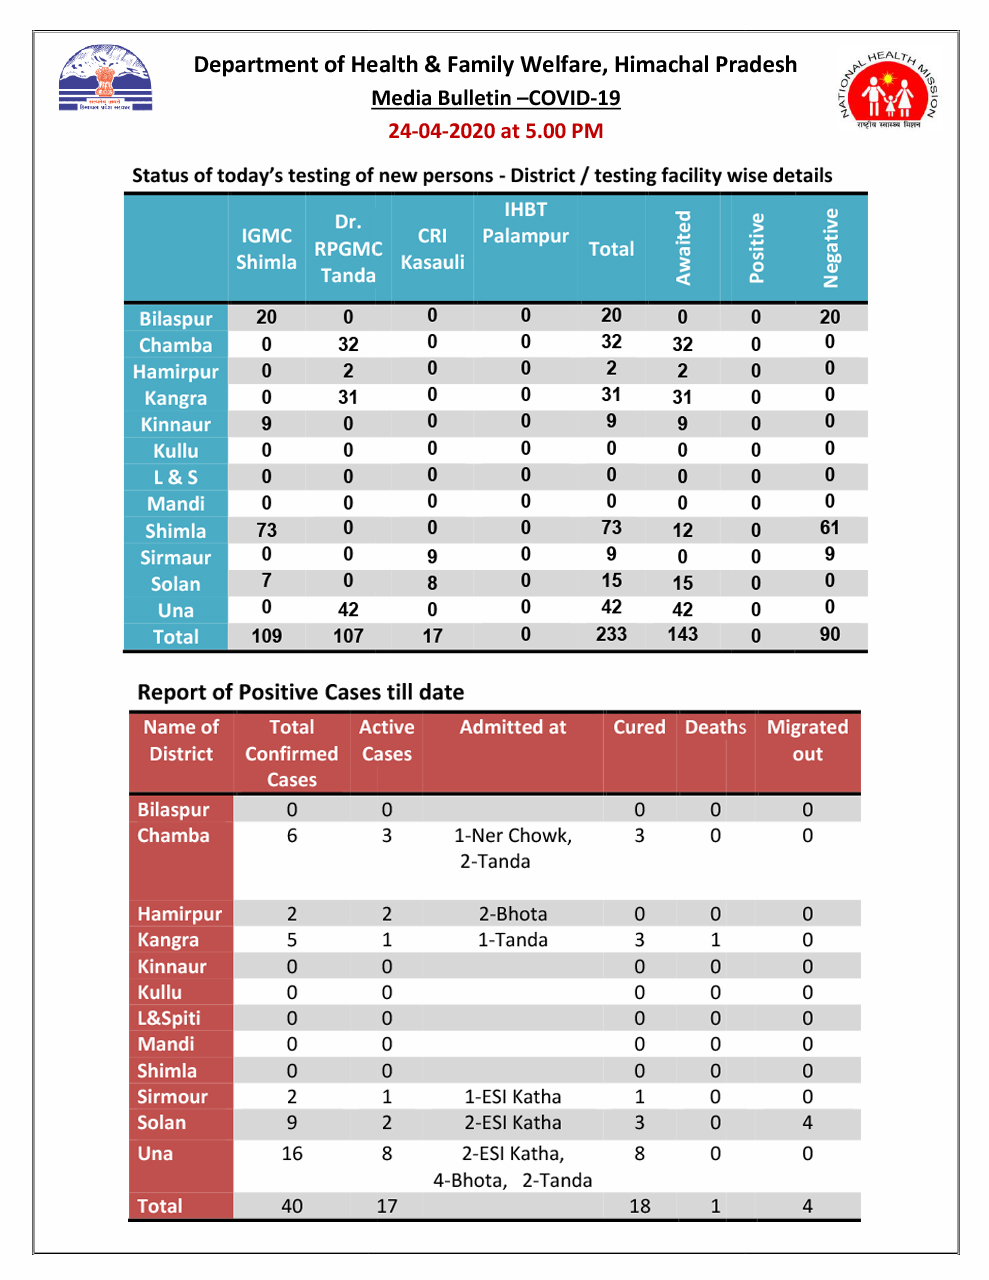 Department of Health & Family Welfare, Himachal Pradesh
Media Bulletin –COVID-19
24-04-2020 at 5.00 PM
NATIONAL HEALTH MISSION
राष्ट्रीय स्वास्थ्य मिशन
Status of today's testing of new persons - District / testing facility wise details
IGMC Shimla Dr. RPGMC Tanda CRI Kasauli IHBT Palampur Total Awaited Positive Negative
Bilaspur 20 0 0 0 20 0 0 20
Chamba 0 32 0 0 32 32 0 0
Hamirpur 0 2 0 0 2 2 0 0
Kangra 0 31 0 0 31 31 0 0
Kinnaur 9 0 0 0 9 9 0 0
Kullu 0 0 0 0 0 0 0 0
L & S 0 0 0 0 0 0 0 0
Mandi 0 0 0 0 0 0 0 0
Shimla 73 0 0 0 73 12 0 61
Sirmaur 0 0 9 0 9 0 0 9
Solan 7 0 8 0 15 15 0 0
Una 0 42 0 0 42 42 0 0
Total 109 107 17 0 233 143 0 90
Report of Positive Cases till date
Name of District Total Confirmed Cases Active Cases Admitted at Cured Deaths Migrated out
Bilaspur 0 0 0 0 0
Chamba 6 3 1-Ner Chowk, 3 0 0
2-Tanda
Hamirpur 2 2 2-Bhota 0 0 0
Kangra 5 1 1-Tanda 3 1 0
Kinnaur 0 0 0 0 0
Kullu 0 0 0 0 0
L&Spiti 0 0 0 0 0
Mandi 0 0 0 0 0
Shimla 0 0 0 0 0
Sirmour 2 1 1-ESI Katha 1 0 0
Solan 9 2 2-ESI Katha 3 0 4
Una 16 8 2-ESI Katha, 8 0 0
4-Bhota, 2-Tanda
Total 40 17 18 1 4